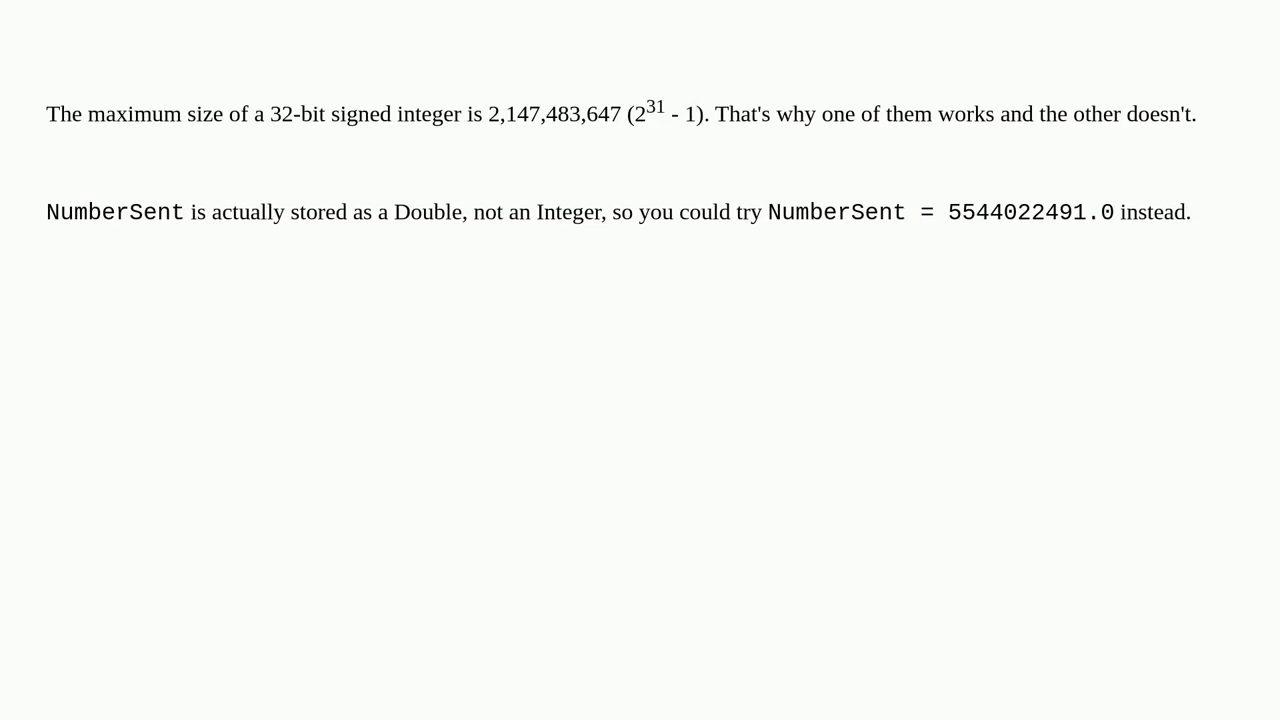 The maximum size of a 32-bit signed integer is 2,147,483,647 (2³¹ - 1). That's why one of them works and the other doesn't.
NumberSent is actually stored as a Double, not an Integer, so you could try NumberSent = 5544022491.0 instead.